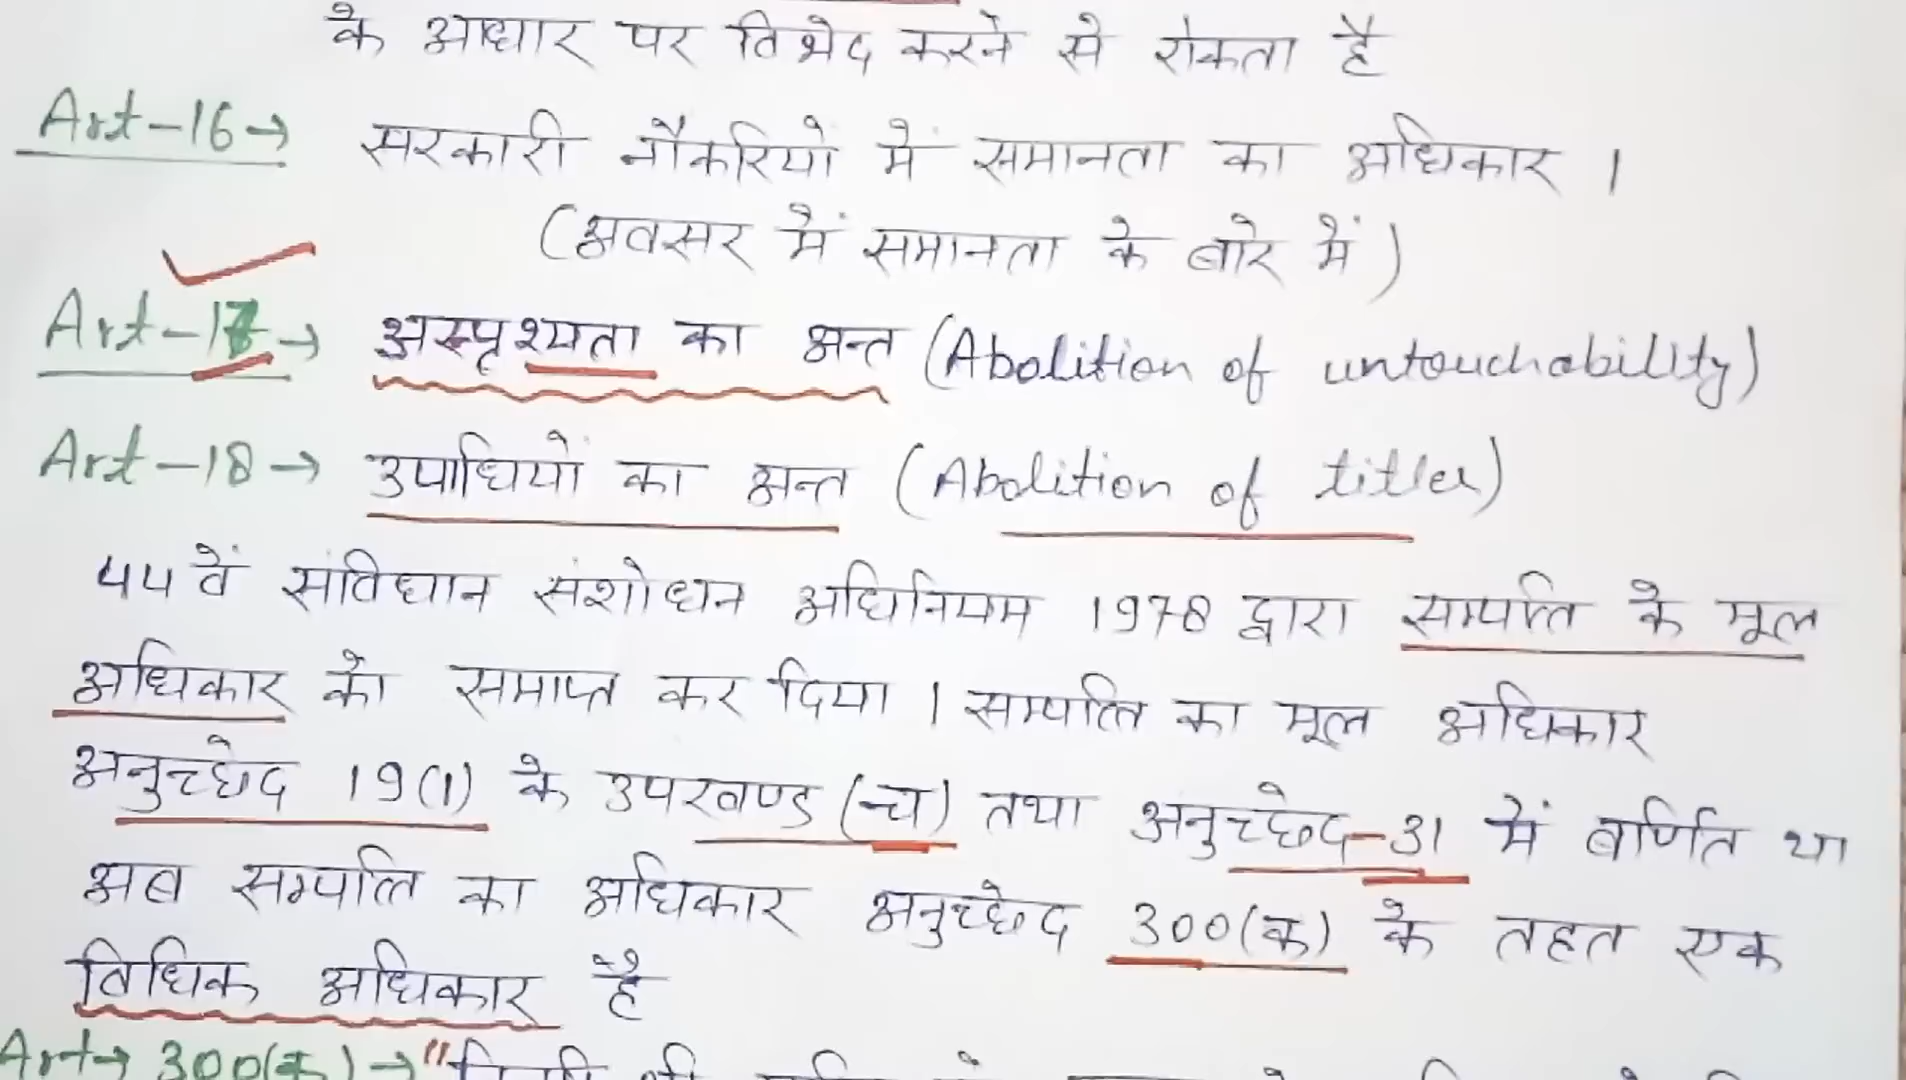 के आधार पर विभेद करने से रोकता है
Art-16→ सरकारी नौकरियों में समानता का अधिकार ।
(अवसर में समानता के बारे में)
Art-17→ अस्पृश्यता का अन्त (Abolition of untouchability)
Art-18→ उपाधियों का अन्त (Abolition of titles)
44 वें संविधान संशोधन अधिनियम 1978 द्वारा सम्पत्ति के मूल
अधिकार को समाप्त कर दिया । सम्पत्ति का मूल अधिकार
अनुच्छेद 19(1) के उपखण्ड (च) तथा अनुच्छेद-31 में बर्णित था
अब सम्पत्ति का अधिकार अनुच्छेद 300(क) के तहत एक
विधिक अधिकार है
Art→ 300(क)→"